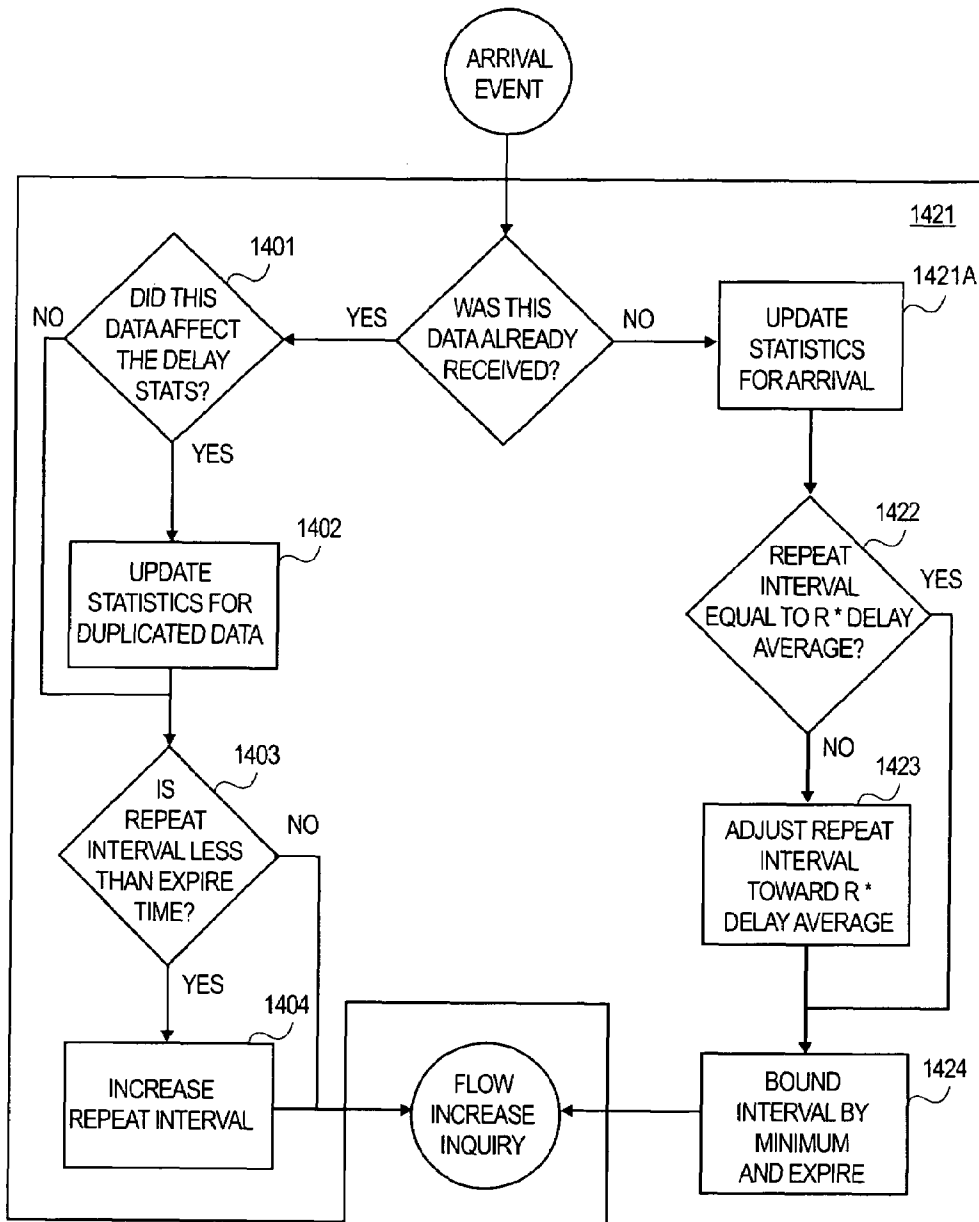 ARRIVAL
EVENT
1421
WAS THIS
DATA ALREADY
RECEIVED?
YES
NO
1401
DID THIS
DATA AFFECT
THE DELAY
STATS?
NO
YES
1402
UPDATE
STATISTICS FOR
DUPLICATED DATA
1403
IS
REPEAT
INTERVAL LESS
THAN EXPIRE
TIME?
NO
YES
1404
INCREASE
REPEAT INTERVAL
1421A
UPDATE
STATISTICS
FOR ARRIVAL
1422
REPEAT
INTERVAL
EQUAL TO R * DELAY
AVERAGE?
YES
NO
1423
ADJUST REPEAT
INTERVAL
TOWARD R *
DELAY AVERAGE
1424
BOUND
INTERVAL BY
MINIMUM
AND EXPIRE
FLOW
INCREASE
INQUIRY